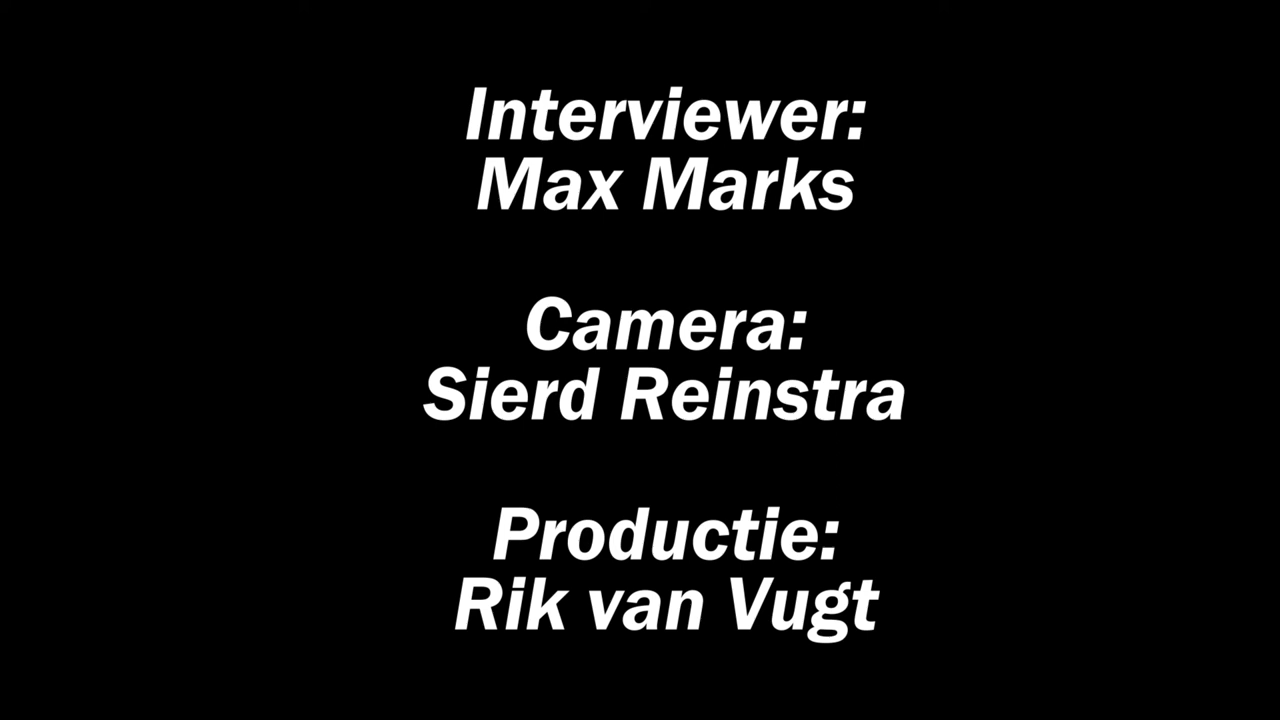 Interviewer:
Max Marks
Camera:
Sierd Reinstra
Productie:
Rik van Vugt